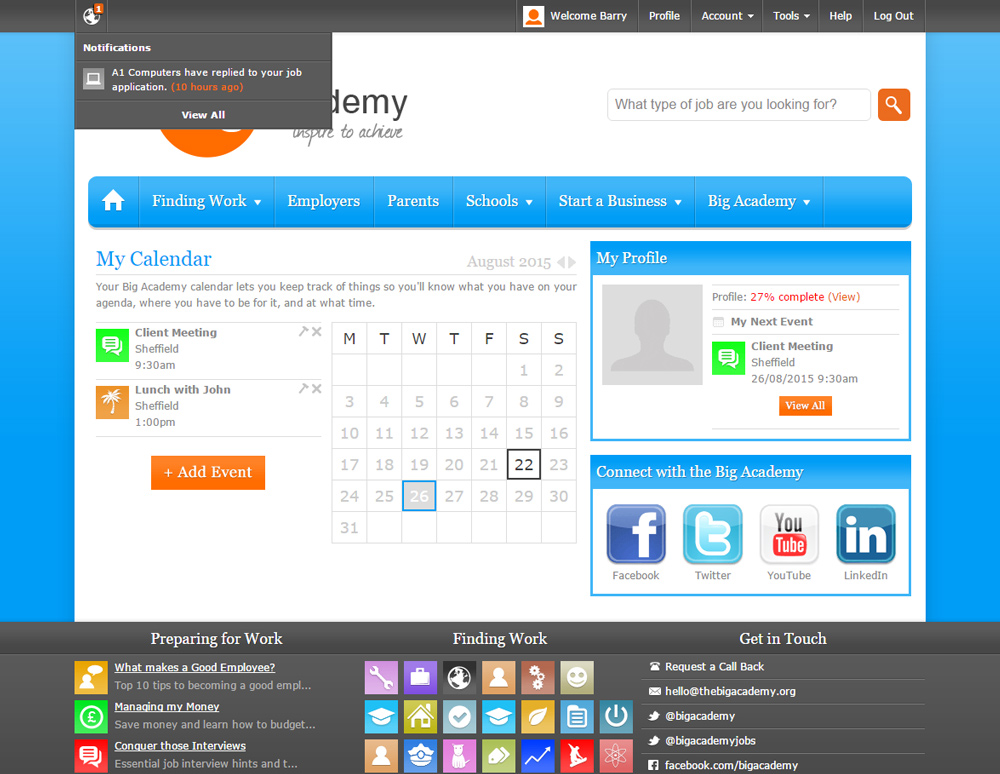 1
Welcome Barry
Profile
Account
Tools
Help
Log Out
Notifications
A1 Computers have replied to your job
application. (10 hours ago)
View All
demy
inspire to achieve
What type of job are you looking for?
Finding Work
Employers
Parents
Schools
Start a Business
Big Academy
My Calendar
August 2015
Your Big Academy calendar lets you keep track of things so you'll know what you have on your
agenda, where you have to be for it, and at what time.
Client Meeting
Sheffield
9:30am
Lunch with John
Sheffield
1:00pm
+ Add Event
M T W T F S S
1 2
3 4 5 6 7 8 9
10 11 12 13 14 15 16
17 18 19 20 21 22 23
24 25 26 27 28 29 30
31
My Profile
Profile: 27% complete (View)
My Next Event
Client Meeting
Sheffield
26/08/2015 9:30am
View All
Connect with the Big Academy
f
t
You
Tube
in
Facebook
Twitter
YouTube
LinkedIn
Preparing for Work
What makes a Good Employee?
Top 10 tips to becoming a good empl...
£
Managing my Money
Save money and learn how to budget...
Conquer those Interviews
Essential job interview hints and t...
Finding Work
Get in Touch
Request a Call Back
hello@thebigacademy.org
@bigacademy
@bigacademyjobs
facebook.com/bigacademy